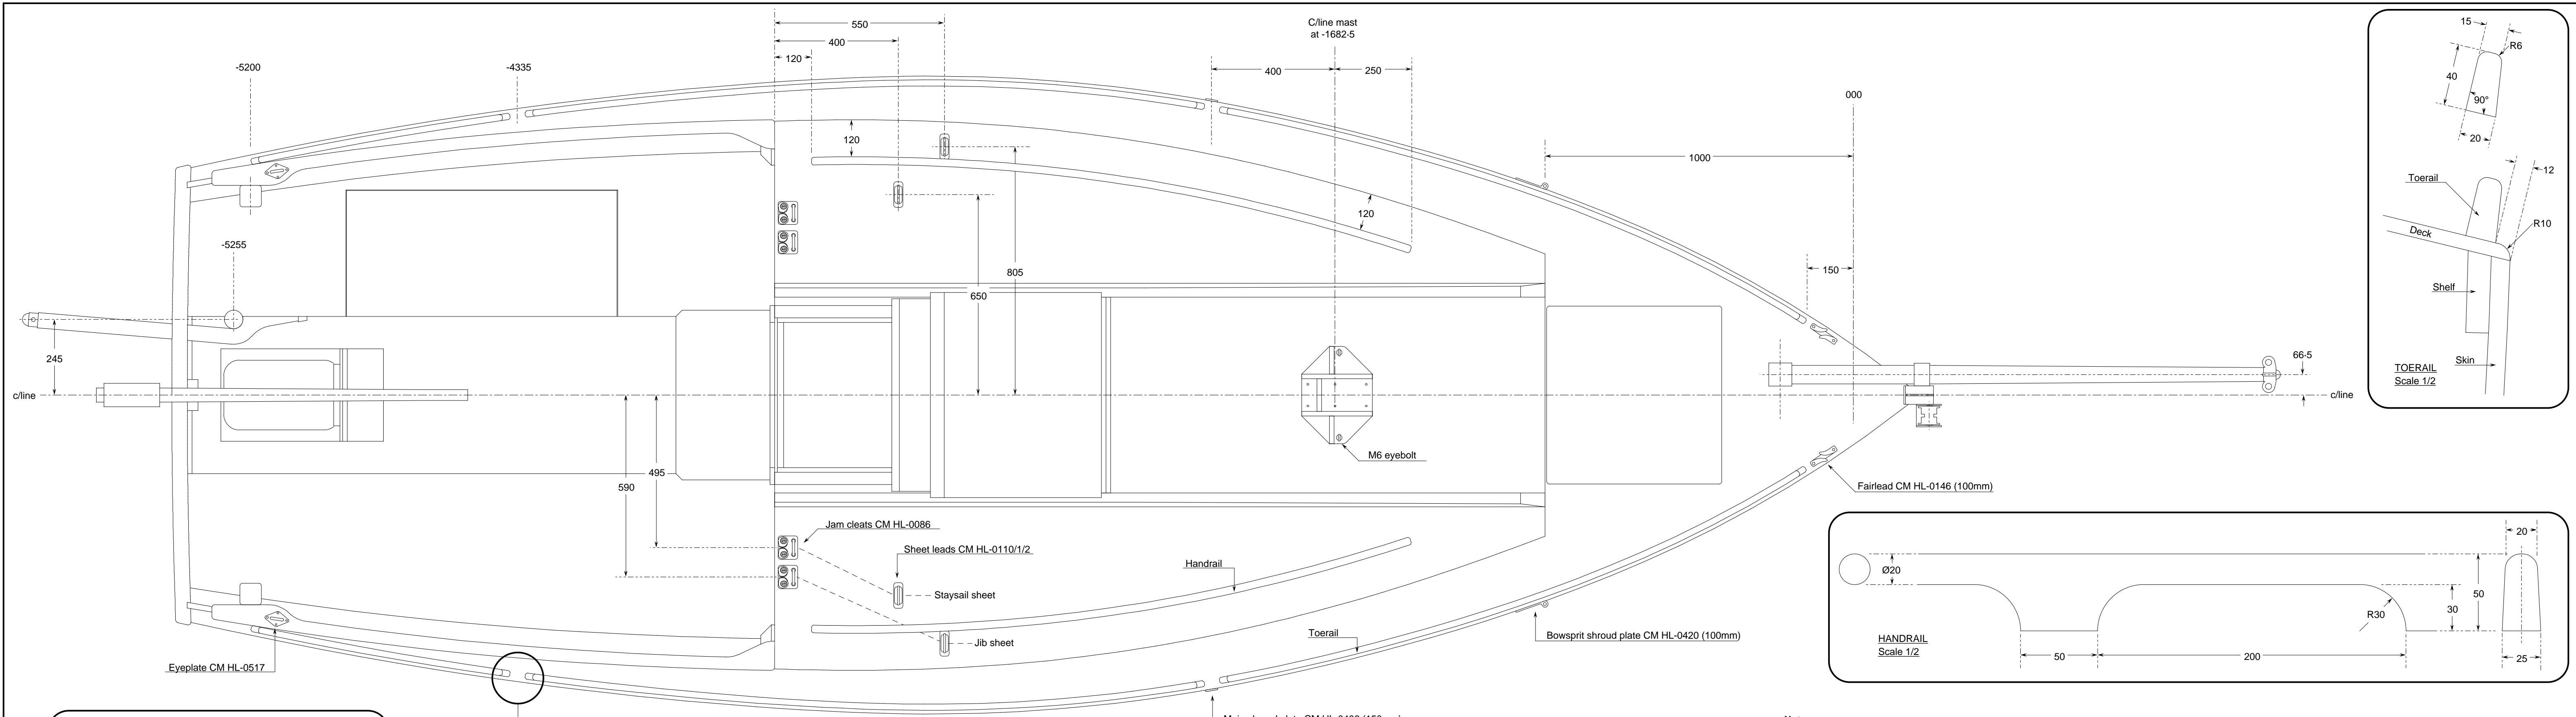 550
400
120
C/line mast
at -1682-5
400
250
-5200
-4335
000
120
1000
120
805
650
150
-5255
245
c/line
66-5
c/line
M6 eyebolt
495
590
Fairlead CM HL-0146 (100mm)
Jam cleats CM HL-0086
Sheet leads CM HL-0110/1/2
Handrail
Staysail sheet
Jib sheet
Toerail
Bowsprit shroud plate CM HL-0420 (100mm)
Eyeplate CM HL-0517
15
R6
40
90°
20
12
Toerail
R10
Deck
Shelf
Skin
TOERAIL
Scale 1/2
20
Ø20
50
30
R30
HANDRAIL
Scale 1/2
50
200
25